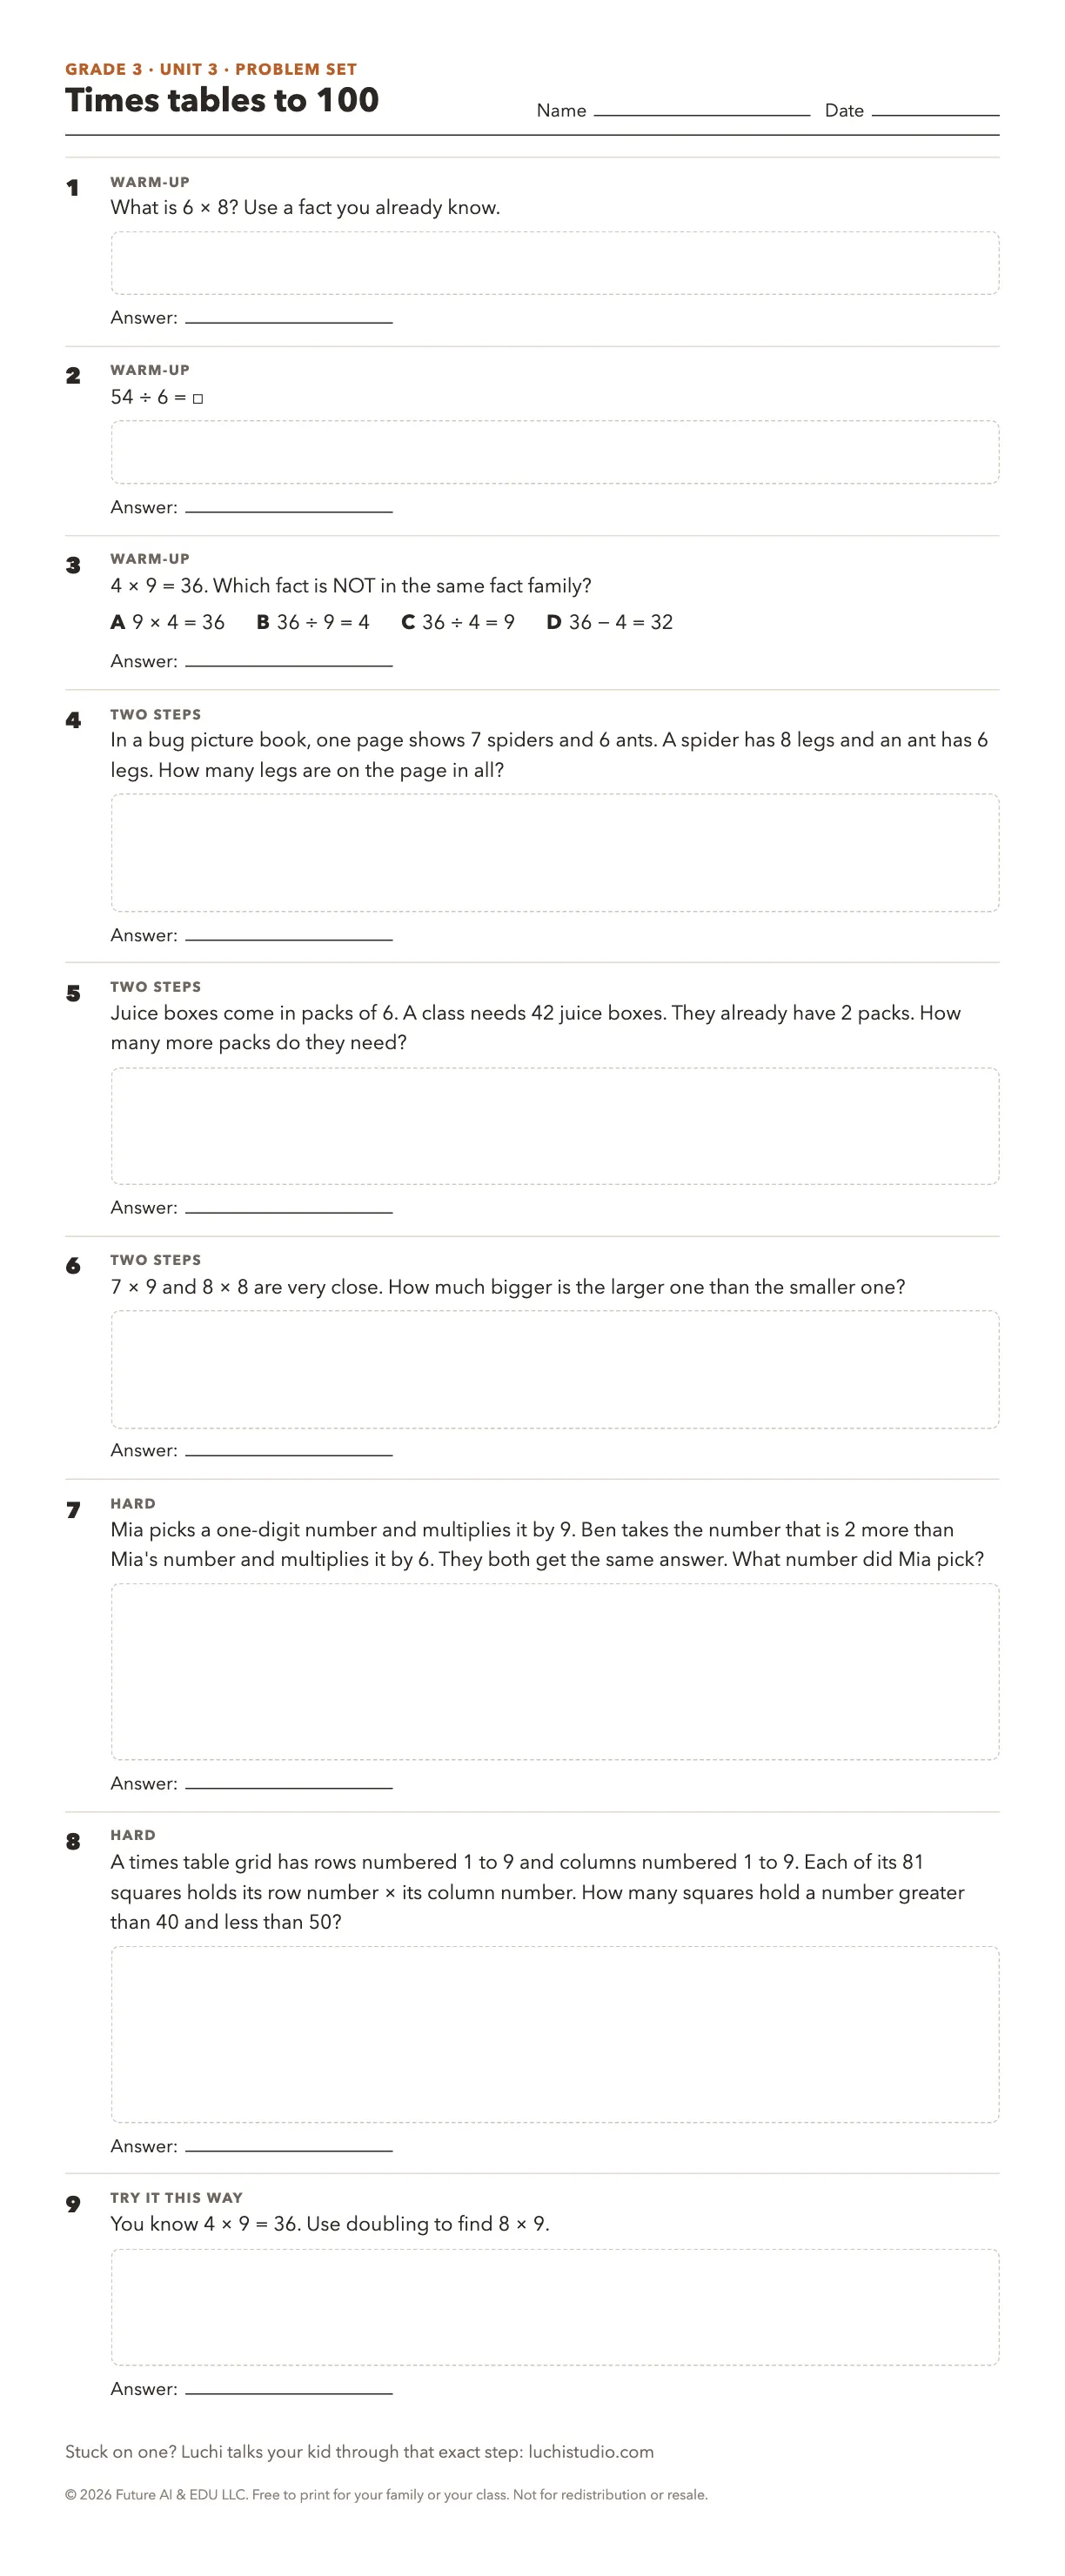 GRADE 3 · UNIT 3 · PROBLEM SET
Times tables to 100
Name Date
1
WARM-UP
What is 6 × 8? Use a fact you already know.
Answer:
2
WARM-UP
54 ÷ 6 = □
Answer:
3
WARM-UP
4 × 9 = 36. Which fact is NOT in the same fact family?
A 9 × 4 = 36 B 36 ÷ 9 = 4 C 36 ÷ 4 = 9 D 36 − 4 = 32
Answer:
4
TWO STEPS
In a bug picture book, one page shows 7 spiders and 6 ants. A spider has 8 legs and an ant has 6
legs. How many legs are on the page in all?
Answer:
5
TWO STEPS
Juice boxes come in packs of 6. A class needs 42 juice boxes. They already have 2 packs. How
many more packs do they need?
Answer:
6
TWO STEPS
7 × 9 and 8 × 8 are very close. How much bigger is the larger one than the smaller one?
Answer:
7
HARD
Mia picks a one-digit number and multiplies it by 9. Ben takes the number that is 2 more than
Mia's number and multiplies it by 6. They both get the same answer. What number did Mia pick?
Answer:
8
HARD
A times table grid has rows numbered 1 to 9 and columns numbered 1 to 9. Each of its 81
squares holds its row number × its column number. How many squares hold a number greater
than 40 and less than 50?
Answer:
9
TRY IT THIS WAY
You know 4 × 9 = 36. Use doubling to find 8 × 9.
Answer:
Stuck on one? Luchi talks your kid through that exact step: luchistudio.com
© 2026 Future AI & EDU LLC. Free to print for your family or your class. Not for redistribution or resale.